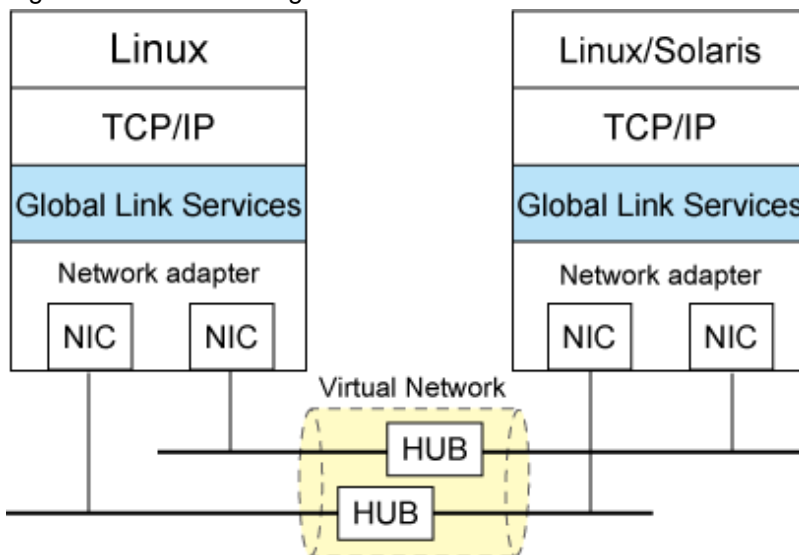 Linux
TCP/IP
Global Link Services
Network adapter
NIC
NIC
Linux/Solaris
TCP/IP
Global Link Services
Network adapter
NIC
NIC
Virtual Network
HUB
HUB